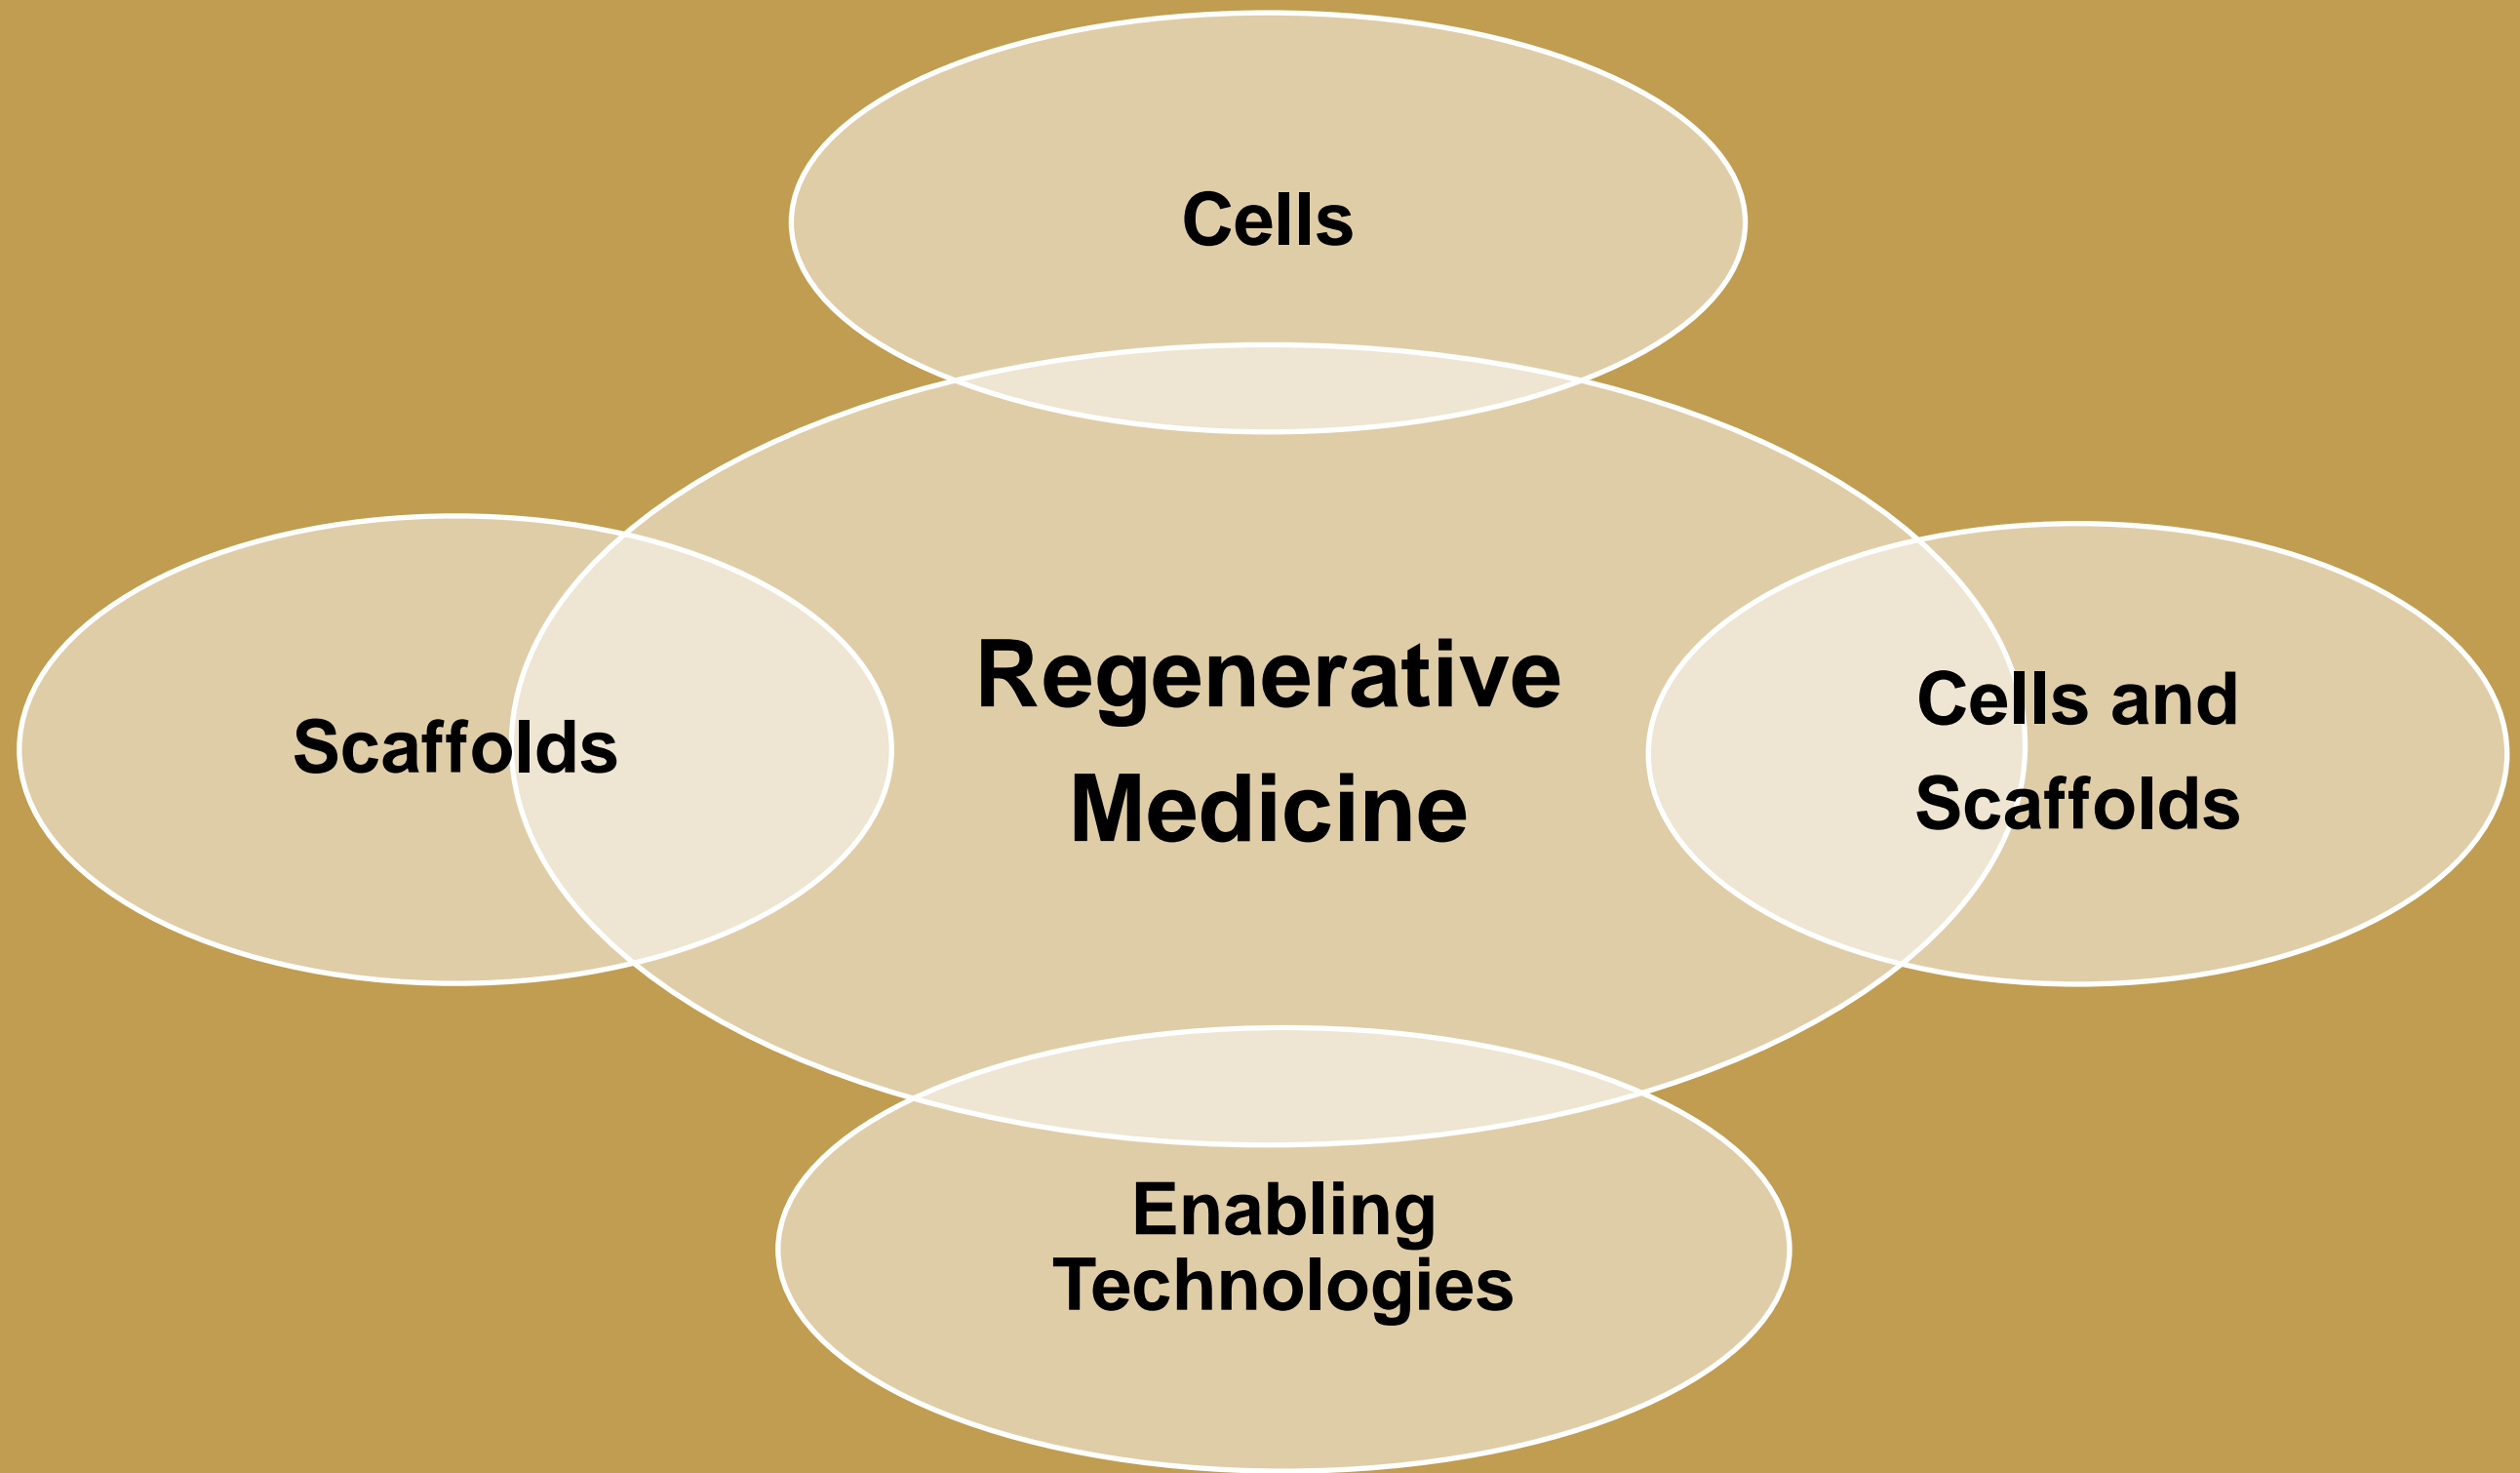 Cells
Regenerative
Medicine
Scaffolds
Cells and
Scaffolds
Enabling
Technologies